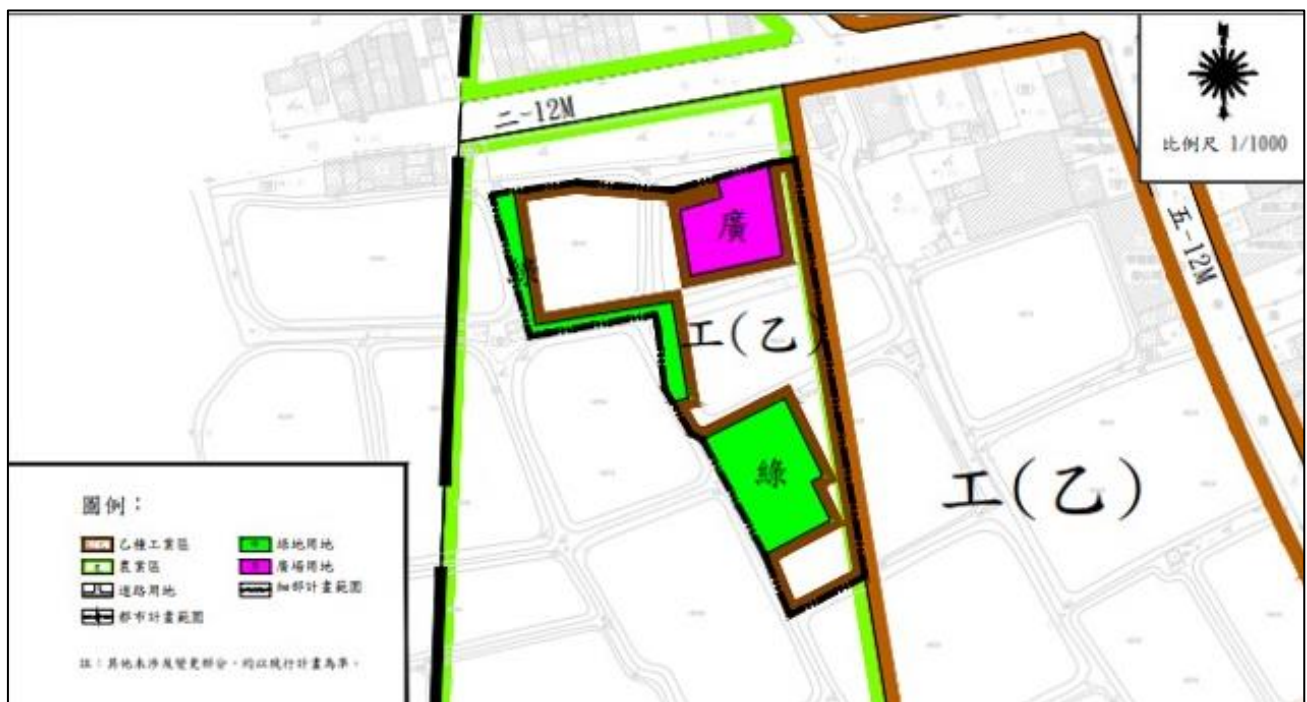 N
比例尺 1/1000
二-12M
五-12M
廣
工(乙)
綠
工(乙)
圖例：
乙種工業區
綠地用地
農業區
廣場用地
道路用地
細部計畫範圍
都市計畫範圍
註：其他未涉及變更部分，均以現行計畫為準。